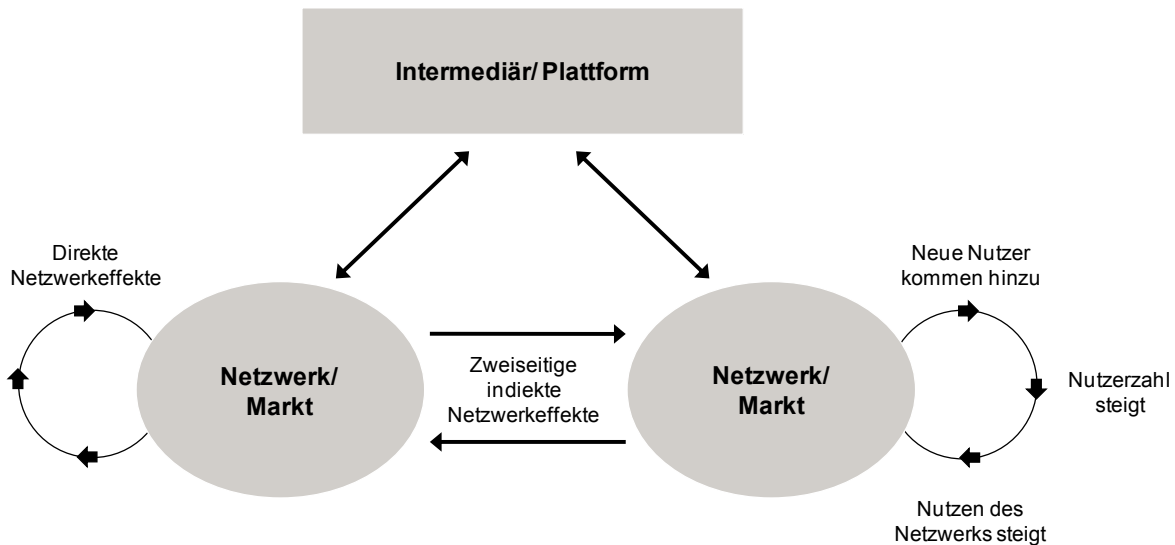 Intermediär/ Plattform
Direkte
Netzwerkeffekte
Neue Nutzer
kommen hinzu
Netzwerk/
Markt
Zweiseitige
indiekte
Netzwerkeffekte
Netzwerk/
Markt
Nutzerzahl
steigt
Nutzen des
Netzwerks steigt